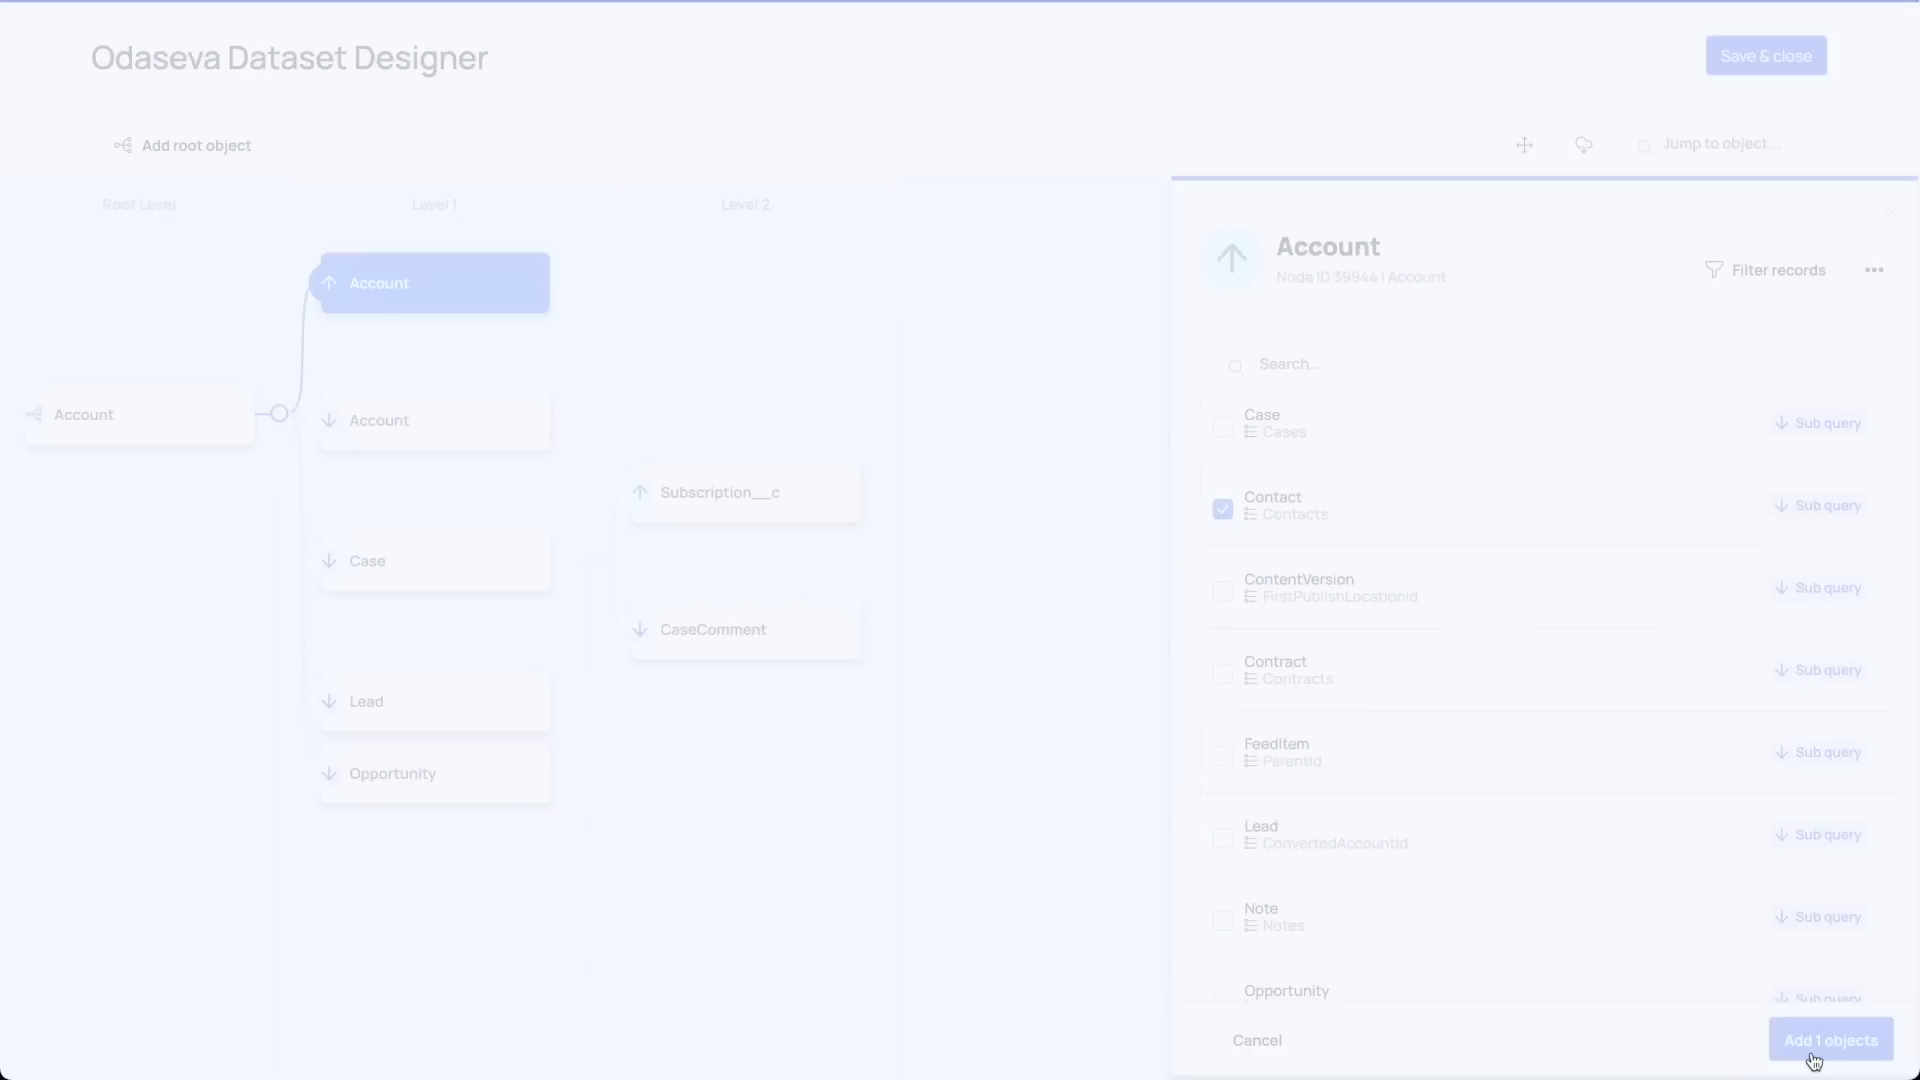 Odaseva Dataset Designer
Save & close
Add root object
Jump to object...
Root Level
Level 1
Level 2
Account
Account
Account
Subscription__c
Case
CaseComment
Lead
Opportunity
Account
Node ID 39944 | Account
Filter records
Search...
Case
Cases
Sub query
Contact
Contacts
Sub query
ContentVersion
FirstPublishLocationId
Sub query
Contract
Contracts
Sub query
FeedItem
ParentId
Sub query
Lead
ConvertedAccountId
Sub query
Note
Notes
Sub query
Opportunity
Sub query
Cancel
Add 1 objects